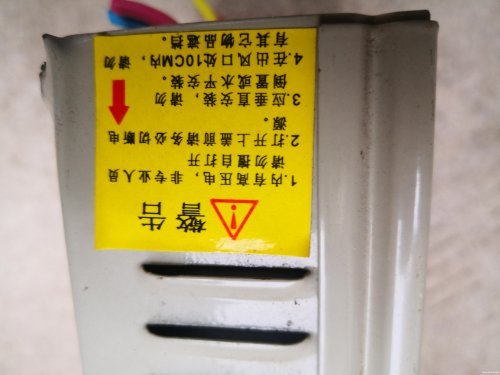 警告
1.内有高压电，非专业人员
请勿擅自打开
2.打开上盖前请务必切断电
源。
3.应垂直安装，请勿
倒置或水平安装。
4.在出风口处10CM内，请勿
有其它物品遮挡。